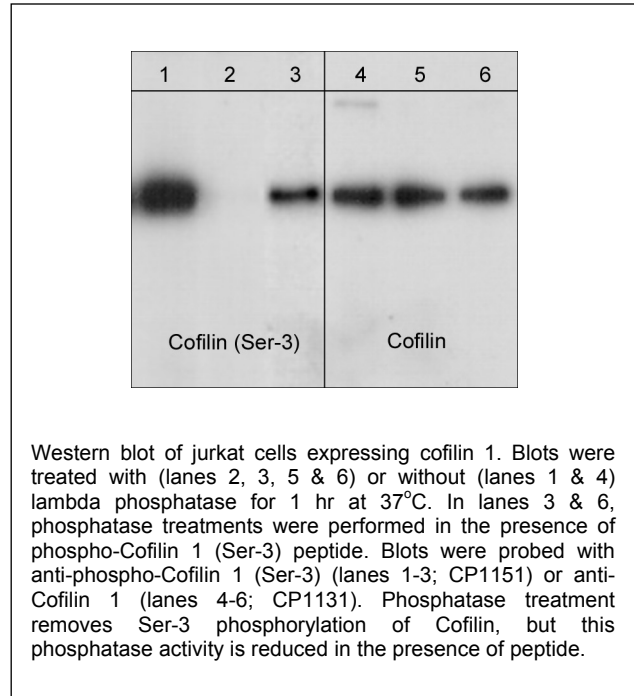 1 2 3 4 5 6
Cofilin (Ser-3) Cofilin
Western blot of jurkat cells expressing cofilin 1. Blots were
treated with (lanes 2, 3, 5 & 6) or without (lanes 1 & 4)
lambda phosphatase for 1 hr at 37°C. In lanes 3 & 6,
phosphatase treatments were performed in the presence of
phospho-Cofilin 1 (Ser-3) peptide. Blots were probed with
anti-phospho-Cofilin 1 (Ser-3) (lanes 1-3; CP1151) or anti-
Cofilin 1 (lanes 4-6; CP1131). Phosphatase treatment
removes Ser-3 phosphorylation of Cofilin, but this
phosphatase activity is reduced in the presence of peptide.